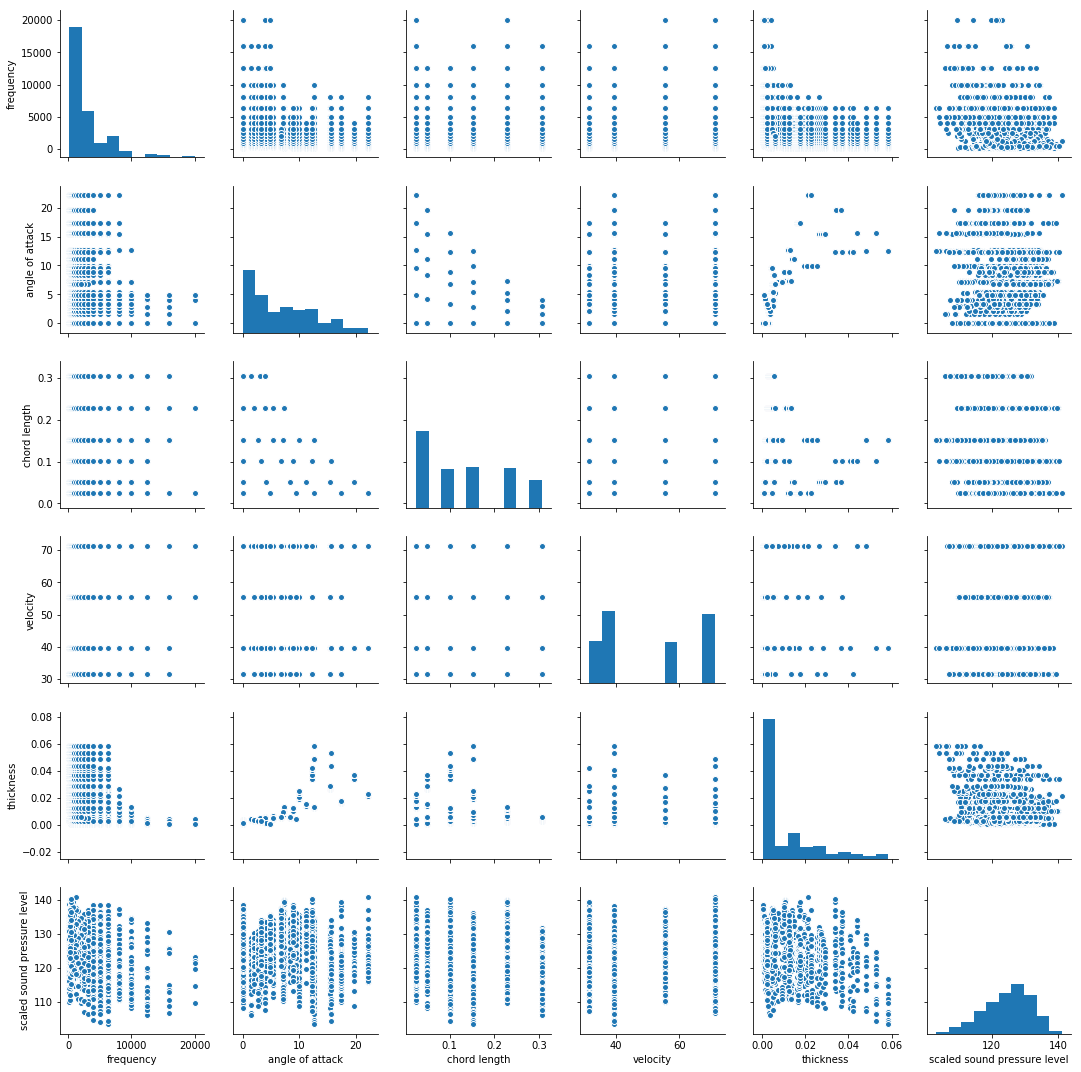 20000
15000
10000
5000
0
frequency
20
15
10
5
0
angle of attack
0.3
0.2
0.1
0.0
chord length
70
60
50
40
30
velocity
0.08
0.06
0.04
0.02
0.00
−0.02
thickness
140
130
120
110
scaled sound pressure level
0 20000
frequency
0 10 20
angle of attack
0.1 0.2 0.3
chord length
40 60
velocity
0.00 0.02 0.04 0.06
thickness
120 140
scaled sound pressure level